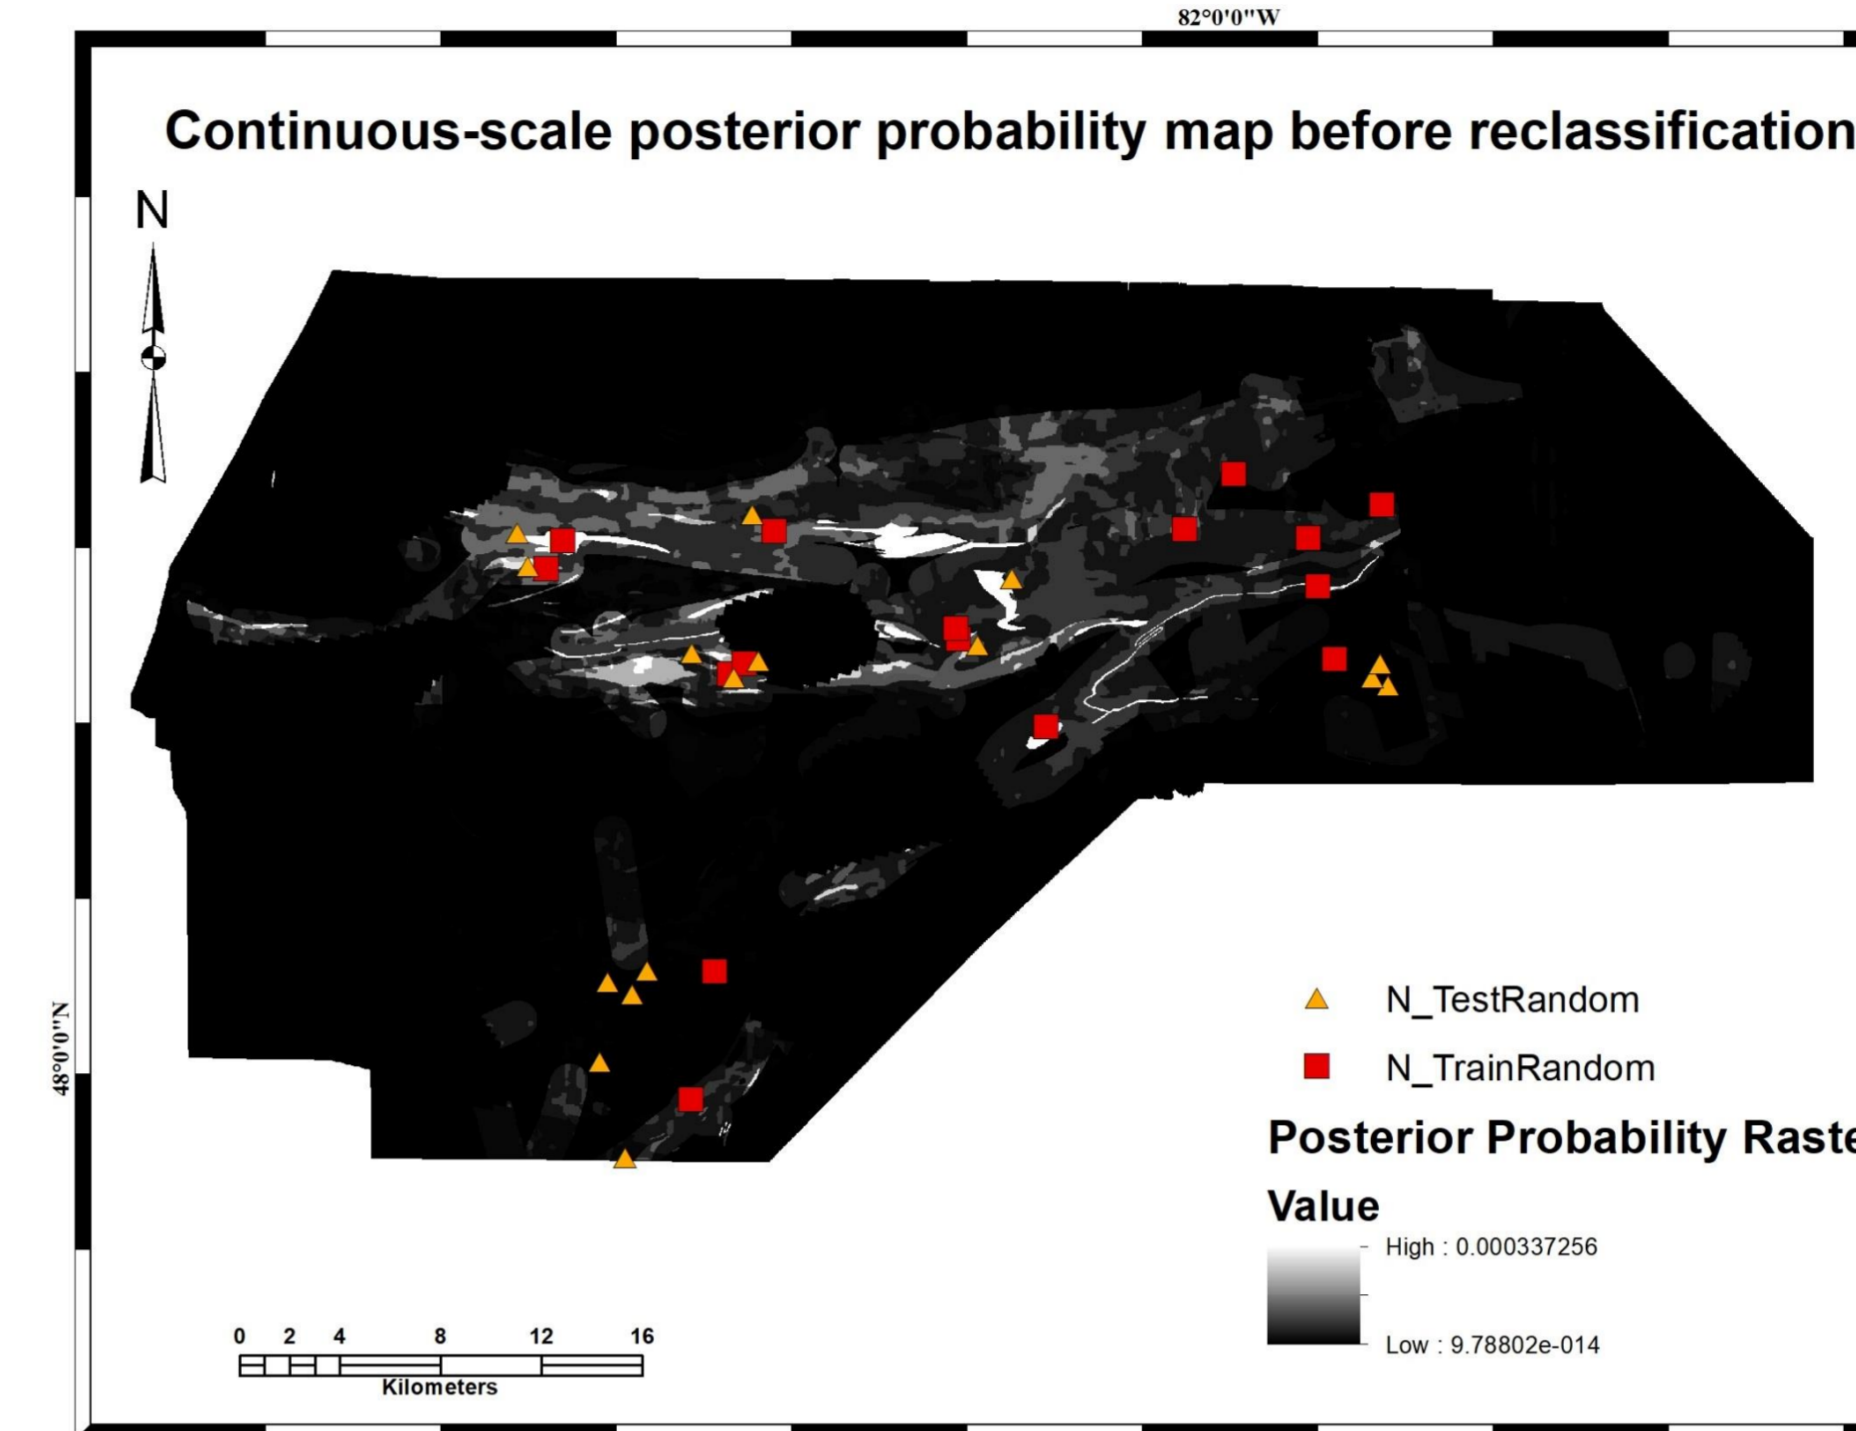 82°0'0"W
Continuous-scale posterior probability map before reclassification
N
48°0'0"N
N_TestRandom
N_TrainRandom
Posterior Probability Raste
Value
High : 0.000337256
Low : 9.78802e-014
0 2 4 8 12 16
Kilometers